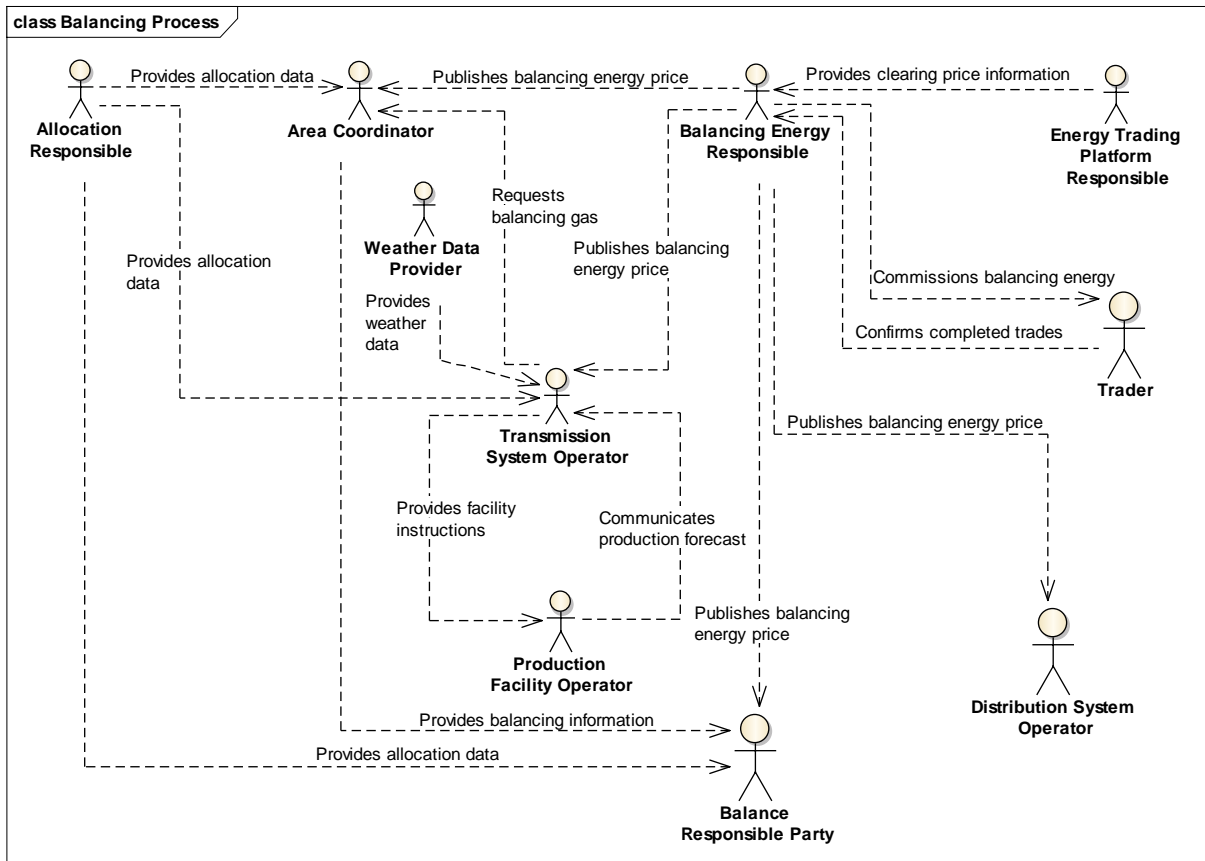 class Balancing Process
Provides allocation data
Publishes balancing energy price
Provides clearing price information
Allocation
Responsible
Area Coordinator
Balancing Energy
Responsible
Energy Trading
Platform
Responsible
Requests
balancing gas
Weather Data
Provider
Provides allocation
data
Publishes balancing
energy price
Commissions balancing energy
Provides
weather
data
Confirms completed trades
Trader
Transmission
System Operator
Publishes balancing energy price
Provides facility
instructions
Communicates
production forecast
Publishes balancing
energy price
Production
Facility Operator
Distribution System
Operator
Provides balancing information
Provides allocation data
Balance
Responsible Party